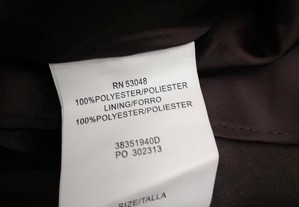 RN 53048
100%POLYESTER/POLIESTER
LINING/FORRO
100%POLYESTER/POLIESTER
38351940D
PO 302313
SIZE/TALLA